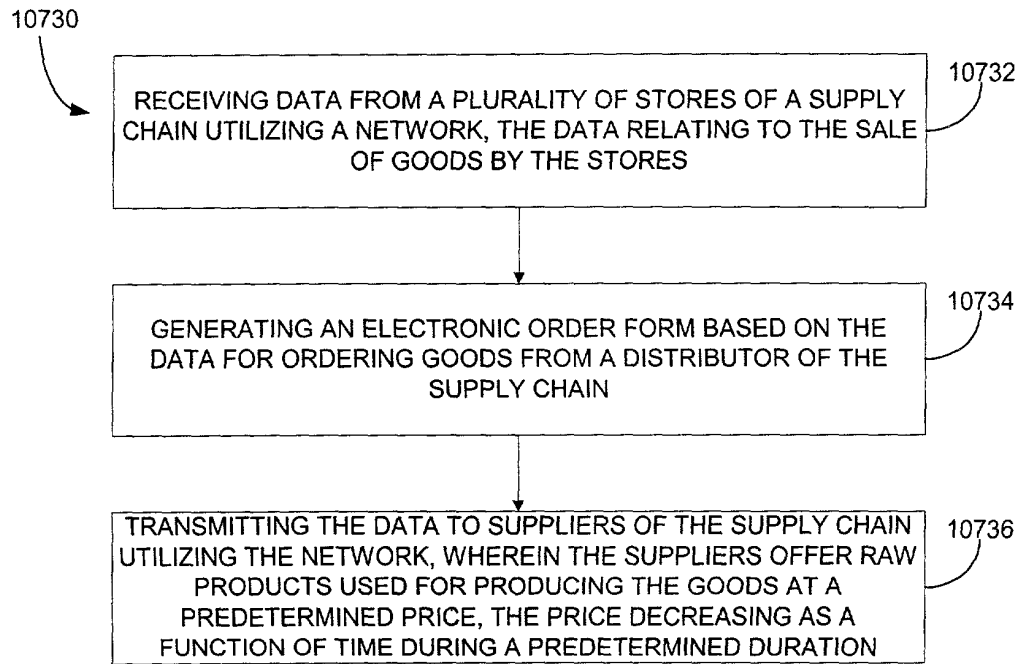 10730
10732
RECEIVING DATA FROM A PLURALITY OF STORES OF A SUPPLY
CHAIN UTILIZING A NETWORK, THE DATA RELATING TO THE SALE
OF GOODS BY THE STORES
10734
GENERATING AN ELECTRONIC ORDER FORM BASED ON THE
DATA FOR ORDERING GOODS FROM A DISTRIBUTOR OF THE
SUPPLY CHAIN
10736
TRANSMITTING THE DATA TO SUPPLIERS OF THE SUPPLY CHAIN
UTILIZING THE NETWORK, WHEREIN THE SUPPLIERS OFFER RAW
PRODUCTS USED FOR PRODUCING THE GOODS AT A
PREDETERMINED PRICE, THE PRICE DECREASING AS A
FUNCTION OF TIME DURING A PREDETERMINED DURATION